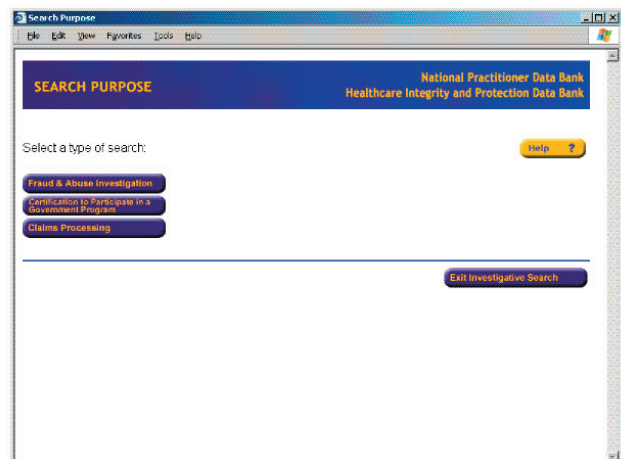 Search Purpose
File Edit View Favorites Tools Help
SEARCH PURPOSE
National Practitioner Data Bank
Healthcare Integrity and Protection Data Bank
Select a type of search:
Help ?
Fraud & Abuse Investigation
Certification to Participate in a
Government Program
Claims Processing
Exit Investigative Search